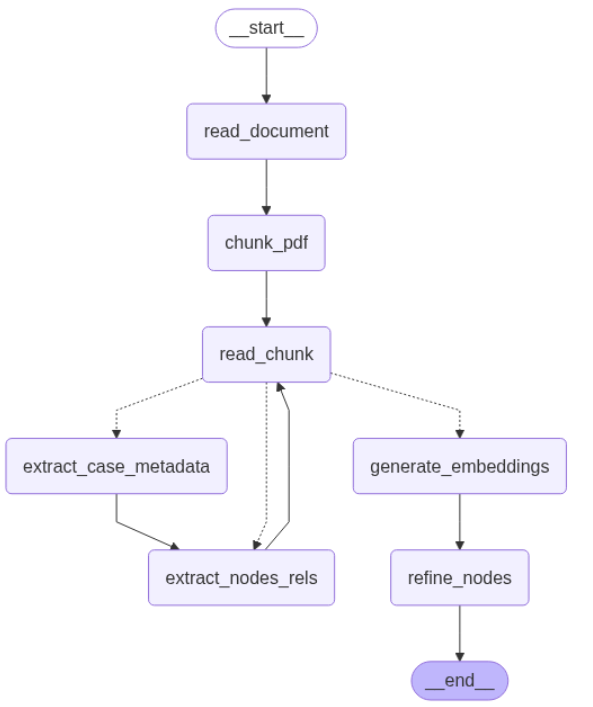 __start__
read_document
chunk_pdf
read_chunk
extract_case_metadata
generate_embeddings
extract_nodes_rels
refine_nodes
__end__